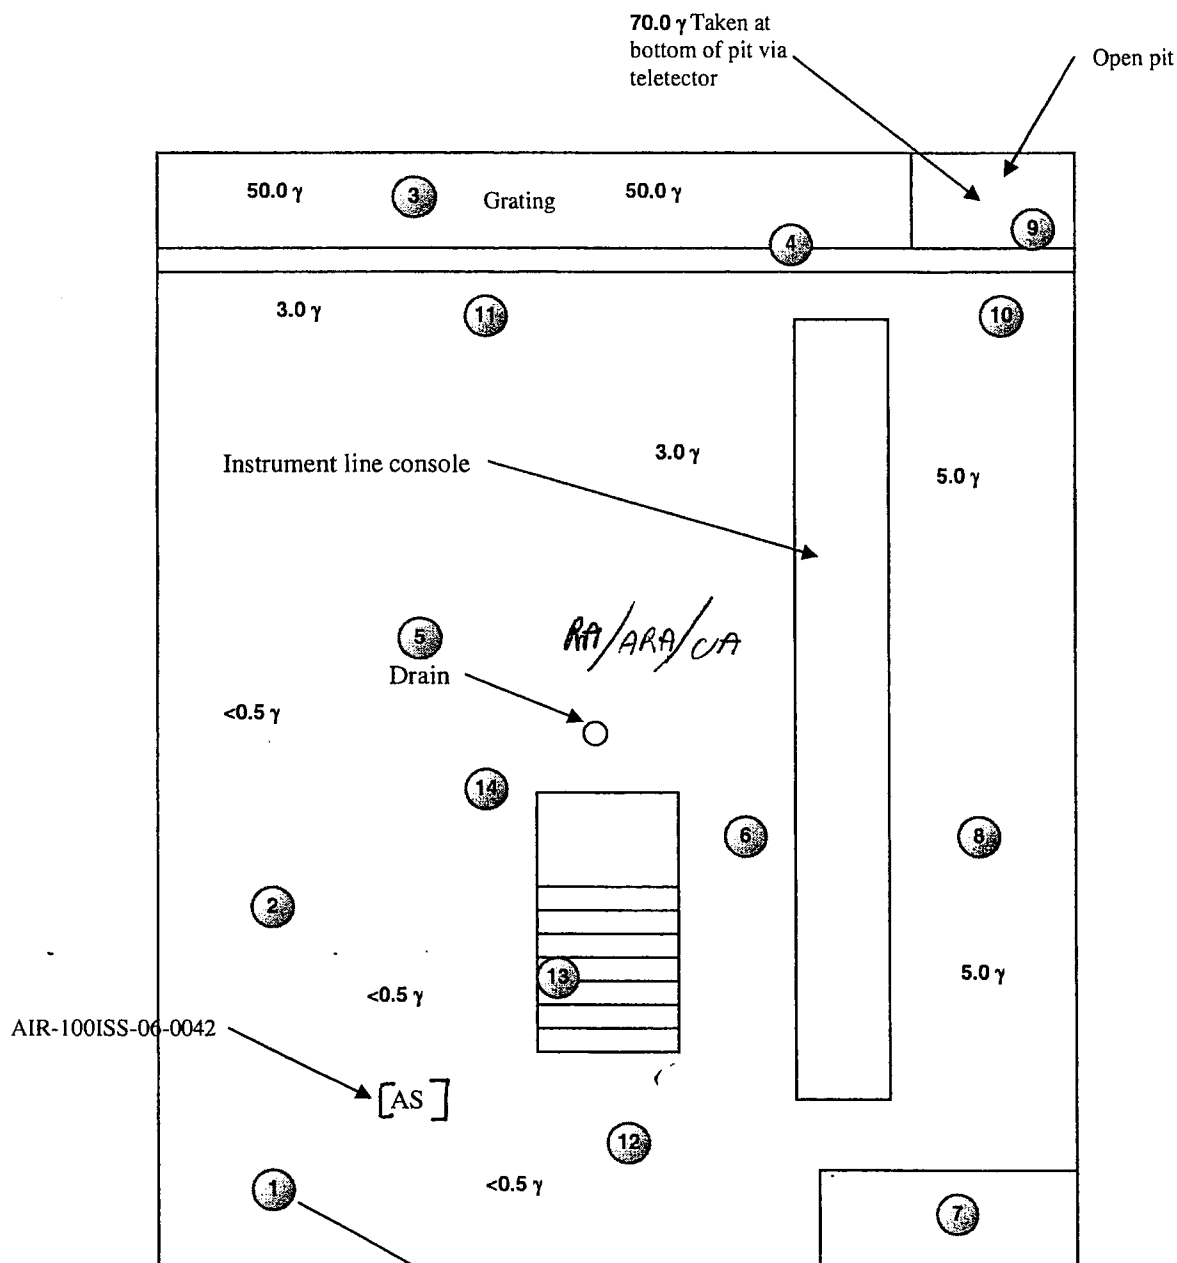 70.0 γ Taken at
bottom of pit via
teletector
Open pit
50.0 γ
3
Grating
50.0 γ
4
9
3.0 γ
11
10
3.0 γ
Instrument line console
5.0 γ
5
RA/ARA/CA
Drain
<0.5 γ
14
6
8
2
13
5.0 γ
<0.5 γ
AIR-100ISS-06-0042
[AS]
12
1
<0.5 γ
7